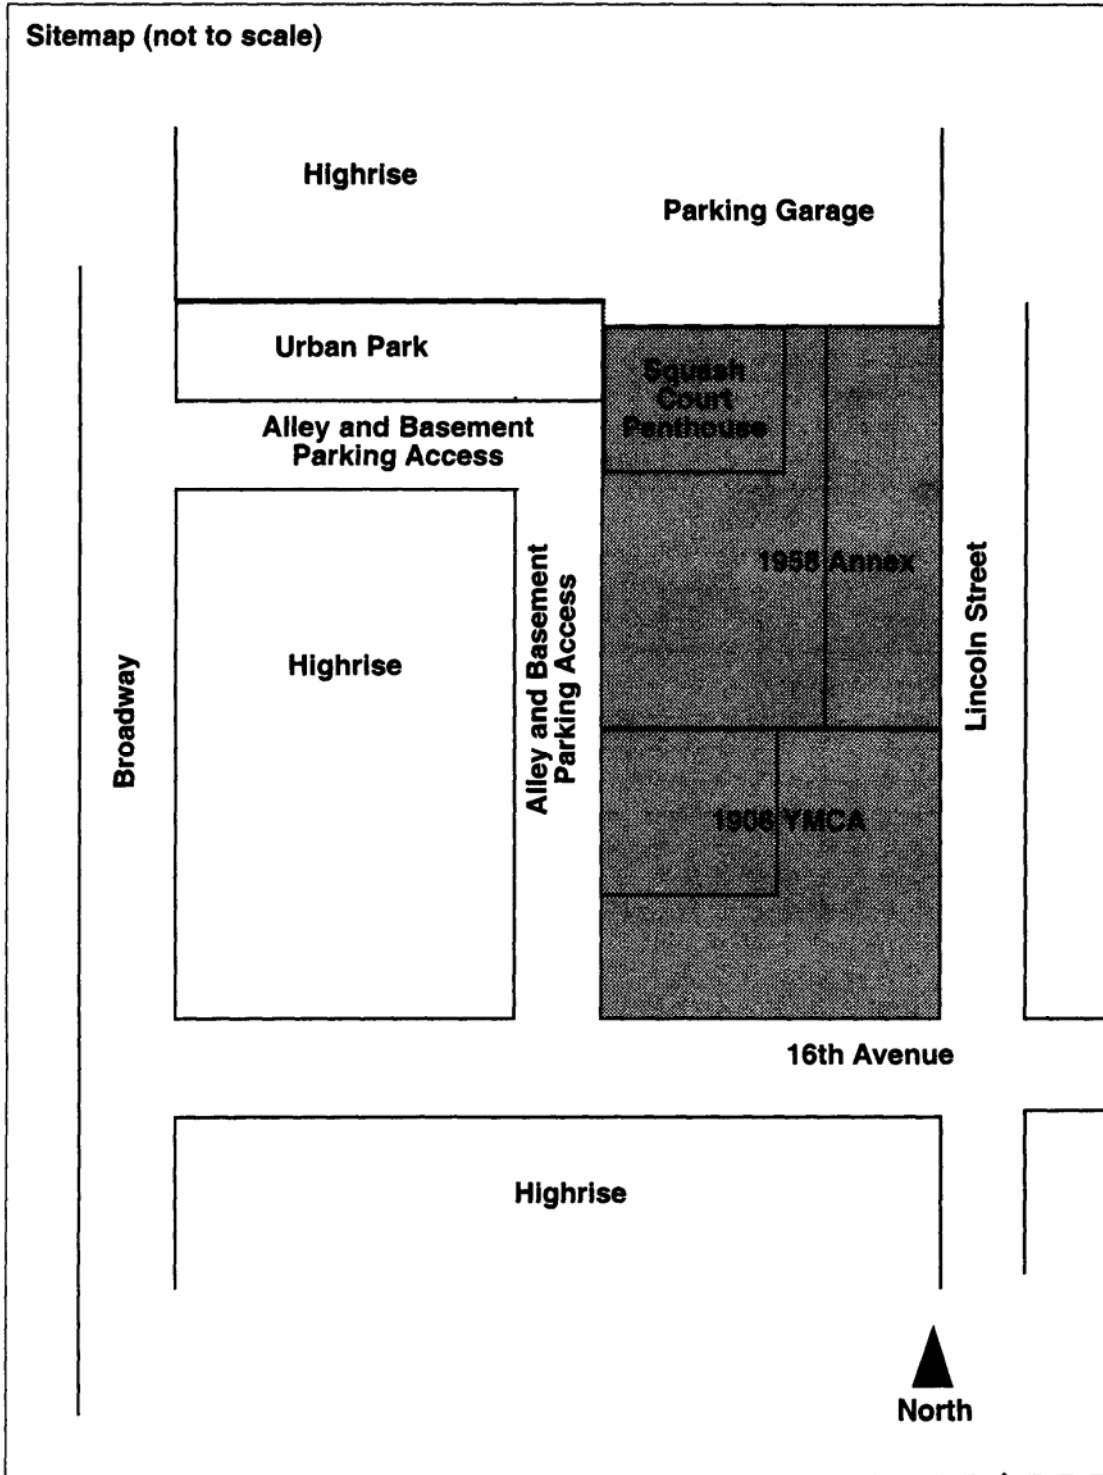 Sitemap (not to scale)
Highrise
Parking Garage
Urban Park
Squash
Court
Penthouse
Alley and Basement
Parking Access
1958 Annex
Highrise
Alley and Basement
Parking Access
Broadway
Lincoln Street
1906 YMCA
16th Avenue
Highrise
North